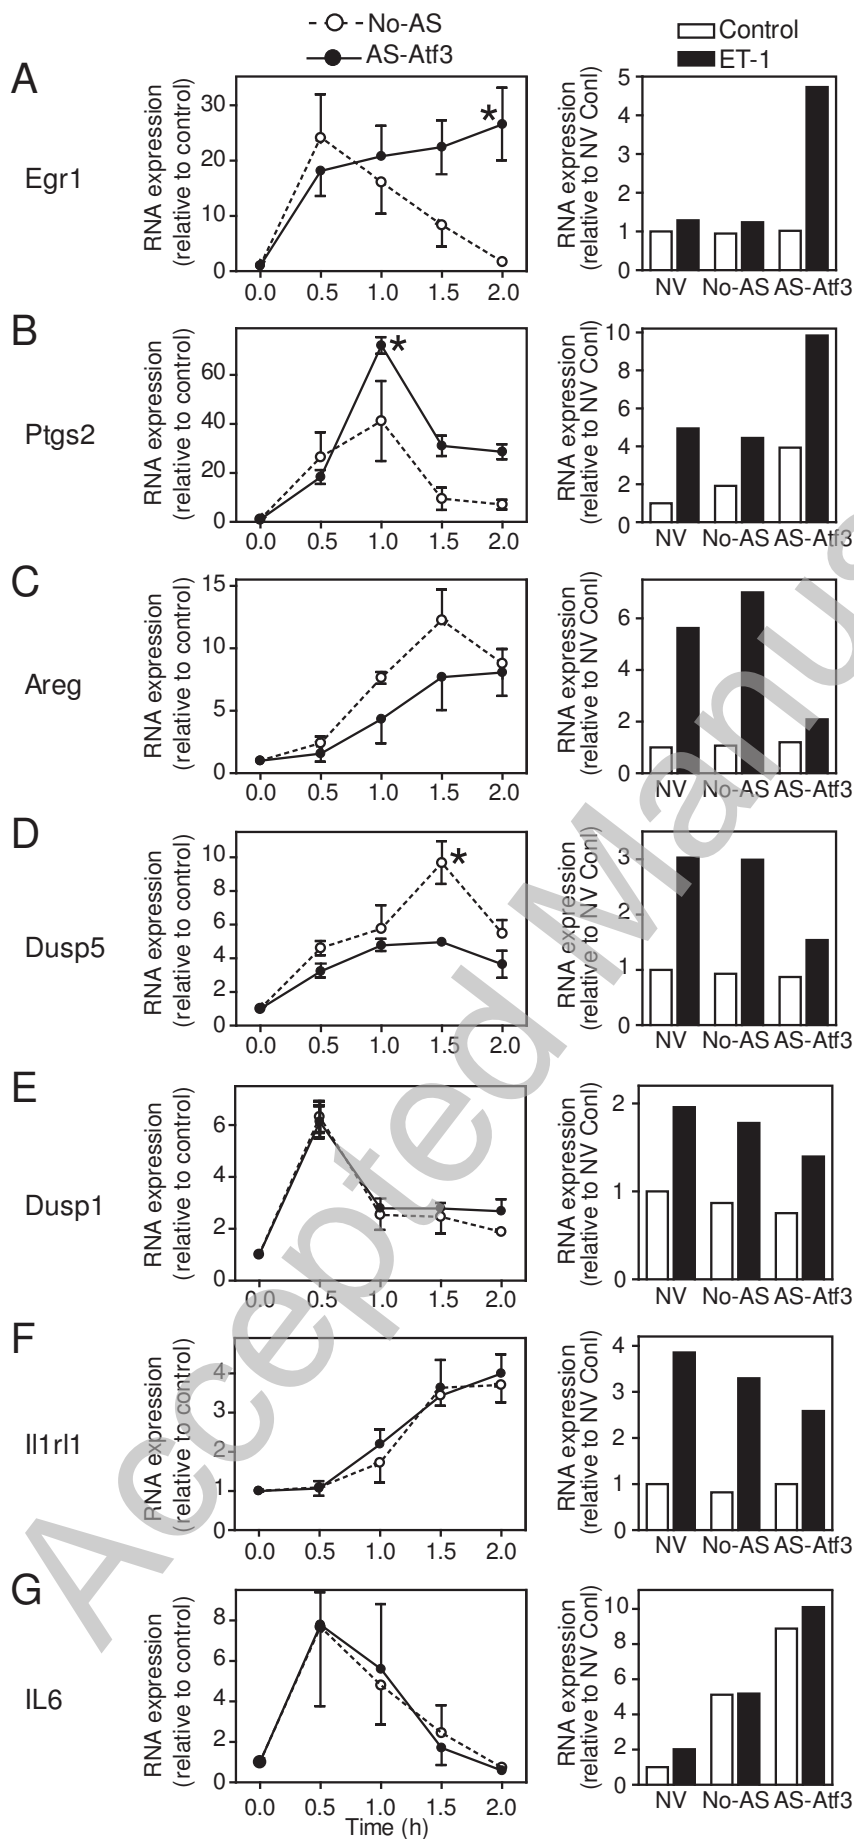 No-AS
AS-Atf3
Control
ET-1
A
Egr1
RNA expression
(relative to control)
30
20
10
0
0.0 0.5 1.0 1.5 2.0
*
RNA expression
(relative to NV Conl)
5
4
3
2
1
0
NV No-AS AS-Atf3
B
Ptgs2
RNA expression
(relative to control)
60
40
20
0
0.0 0.5 1.0 1.5 2.0
*
RNA expression
(relative to NV Conl)
10
8
6
4
2
0
NV No-AS AS-Atf3
C
Areg
RNA expression
(relative to control)
15
10
5
0
0.0 0.5 1.0 1.5 2.0
RNA expression
(relative to NV Conl)
6
4
2
0
NV No-AS AS-Atf3
D
Dusp5
RNA expression
(relative to control)
10
8
6
4
2
0
0.0 0.5 1.0 1.5 2.0
*
RNA expression
(relative to NV Conl)
3
2
1
0
NV No-AS AS-Atf3
E
Dusp1
RNA expression
(relative to control)
6
4
2
0
0.0 0.5 1.0 1.5 2.0
RNA expression
(relative to NV Conl)
2
1
0
NV No-AS AS-Atf3
F
Il1rl1
RNA expression
(relative to control)
4
3
2
1
0
0.0 0.5 1.0 1.5 2.0
RNA expression
(relative to NV Conl)
4
3
2
1
0
NV No-AS AS-Atf3
G
IL6
RNA expression
(relative to control)
8
6
4
2
0
0.0 0.5 1.0 1.5 2.0
Time (h)
RNA expression
(relative to NV Conl)
10
8
6
4
2
0
NV No-AS AS-Atf3
Accepted Manus